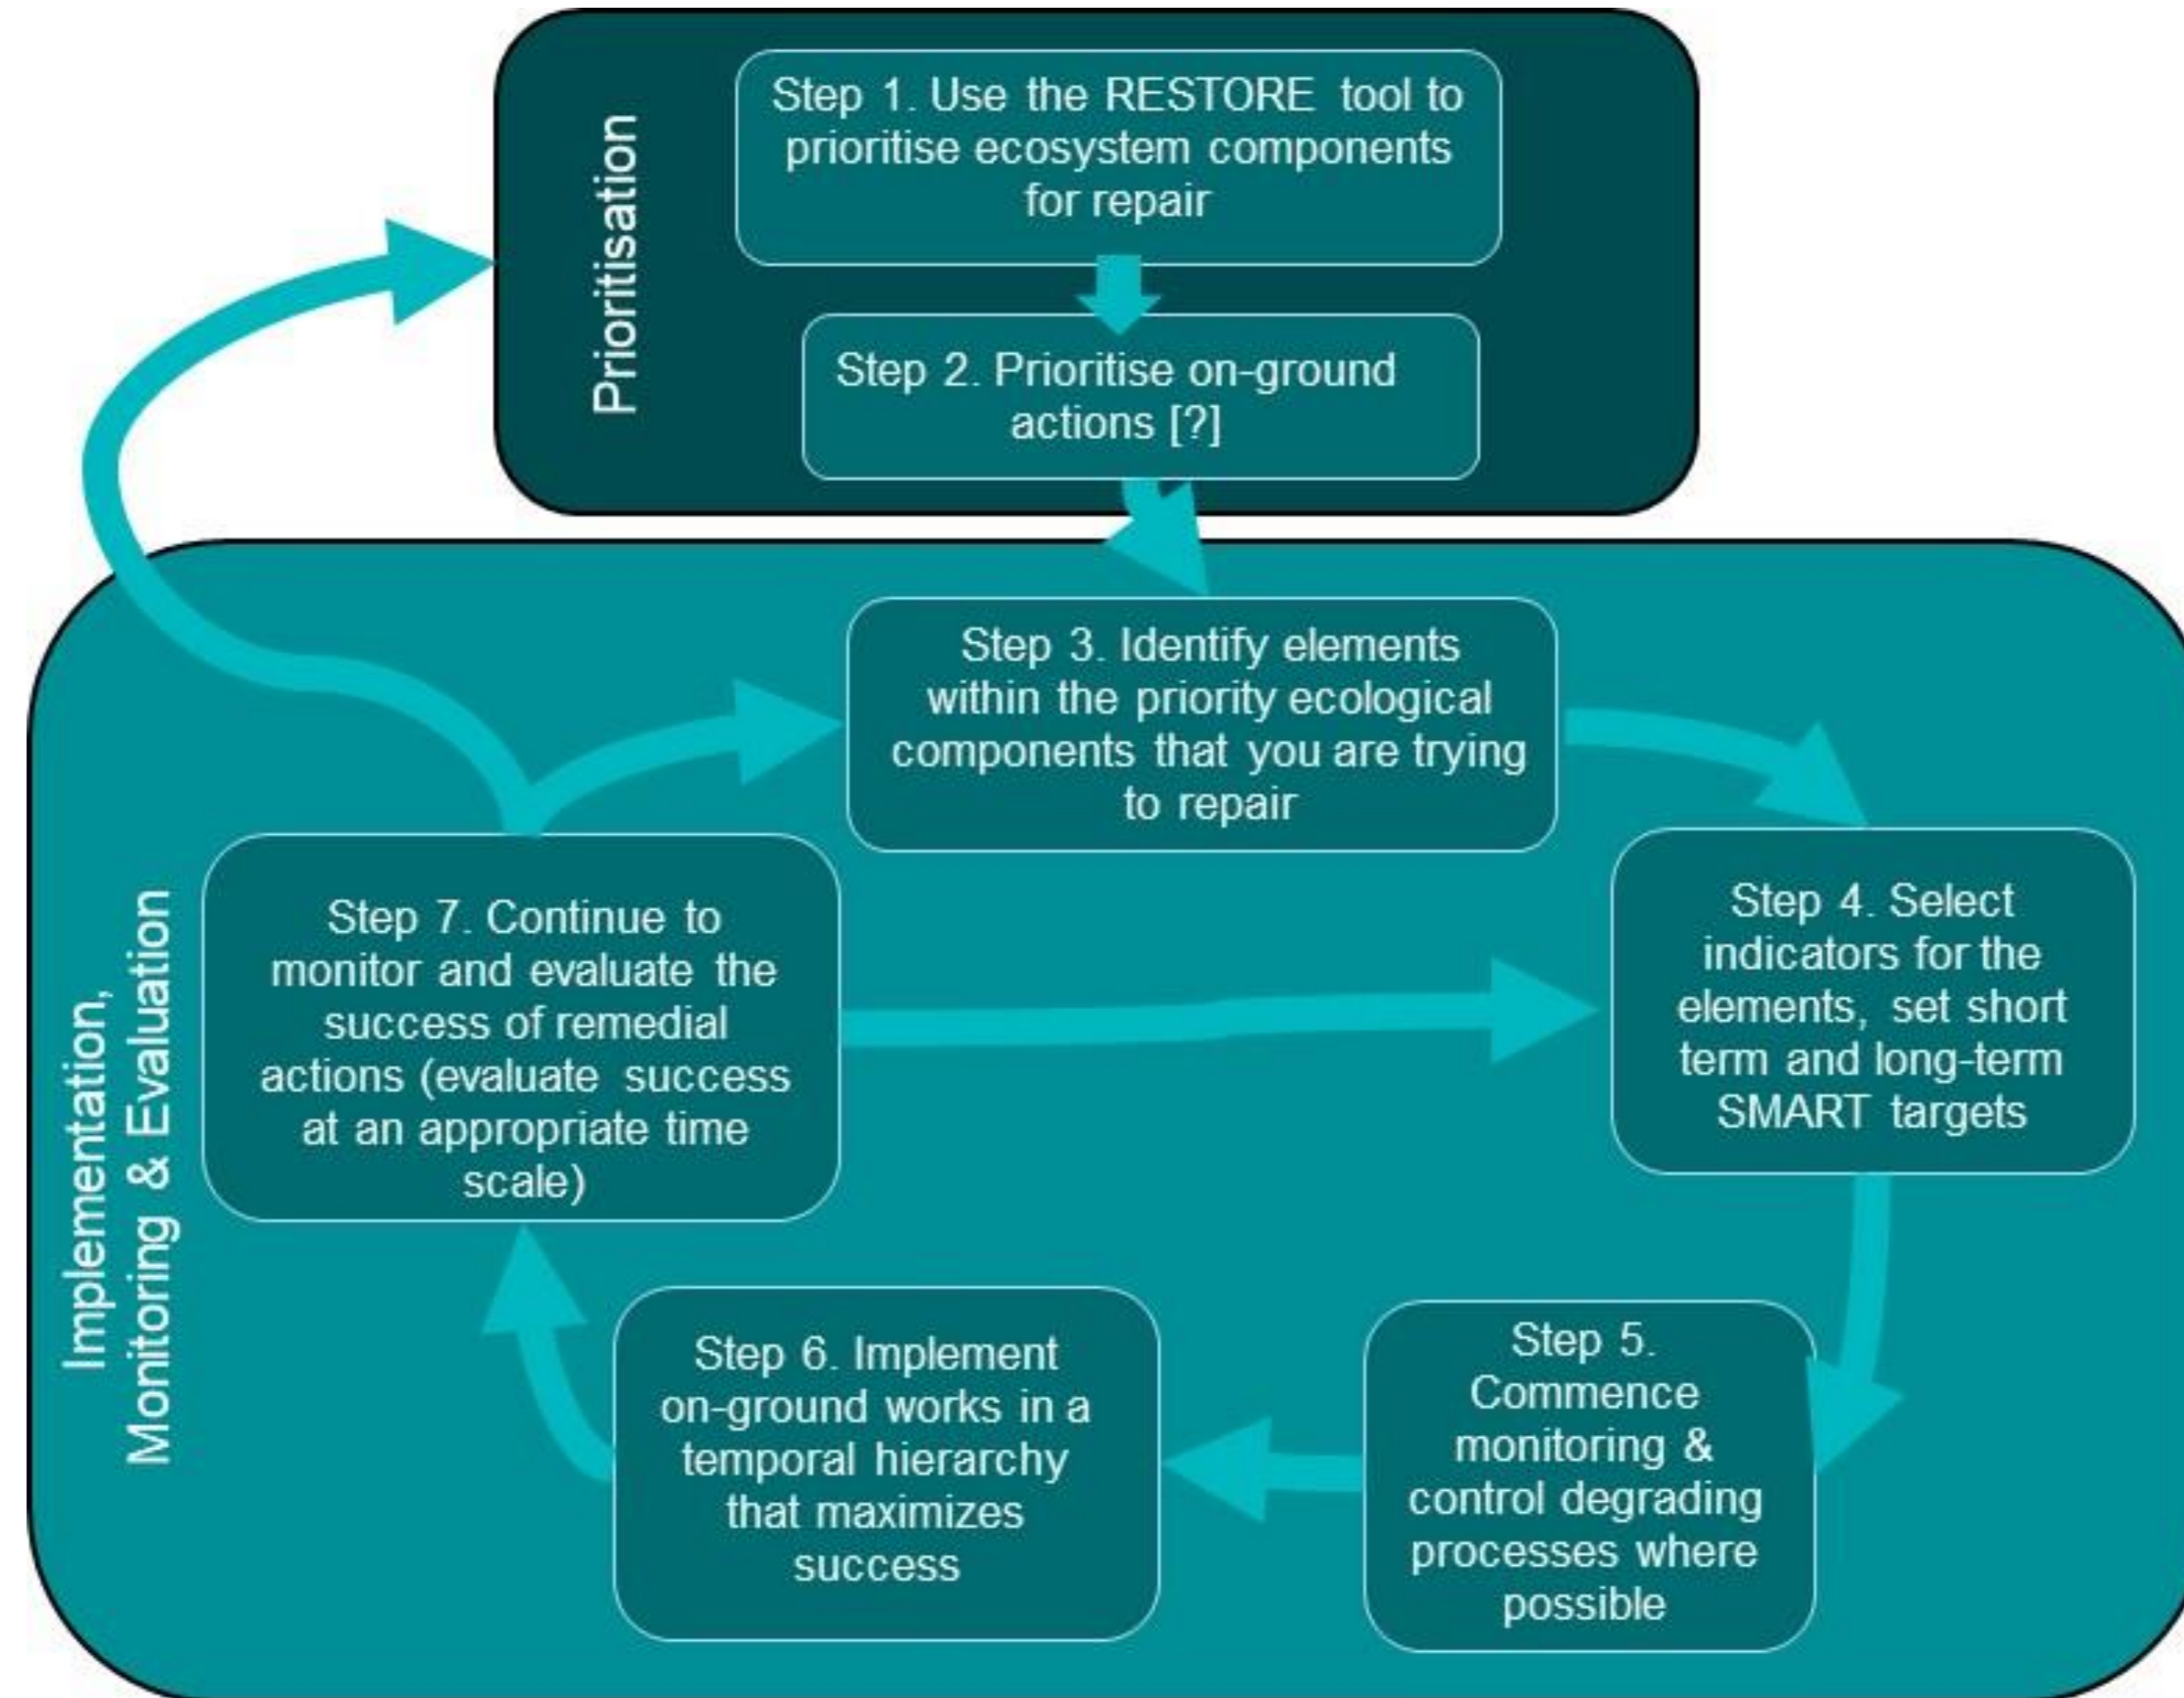 Prioritisation
Step 1. Use the RESTORE tool to
prioritise ecosystem components
for repair
Step 2. Prioritise on-ground
actions [?]
Implementation,
Monitoring & Evaluation
Step 3. Identify elements
within the priority ecological
components that you are trying
to repair
Step 4. Select
indicators for the
elements, set short
term and long-term
SMART targets
Step 5.
Commence
monitoring &
control degrading
processes where
possible
Step 6. Implement
on-ground works in a
temporal hierarchy
that maximizes
success
Step 7. Continue to
monitor and evaluate the
success of remedial
actions (evaluate success
at an appropriate time
scale)